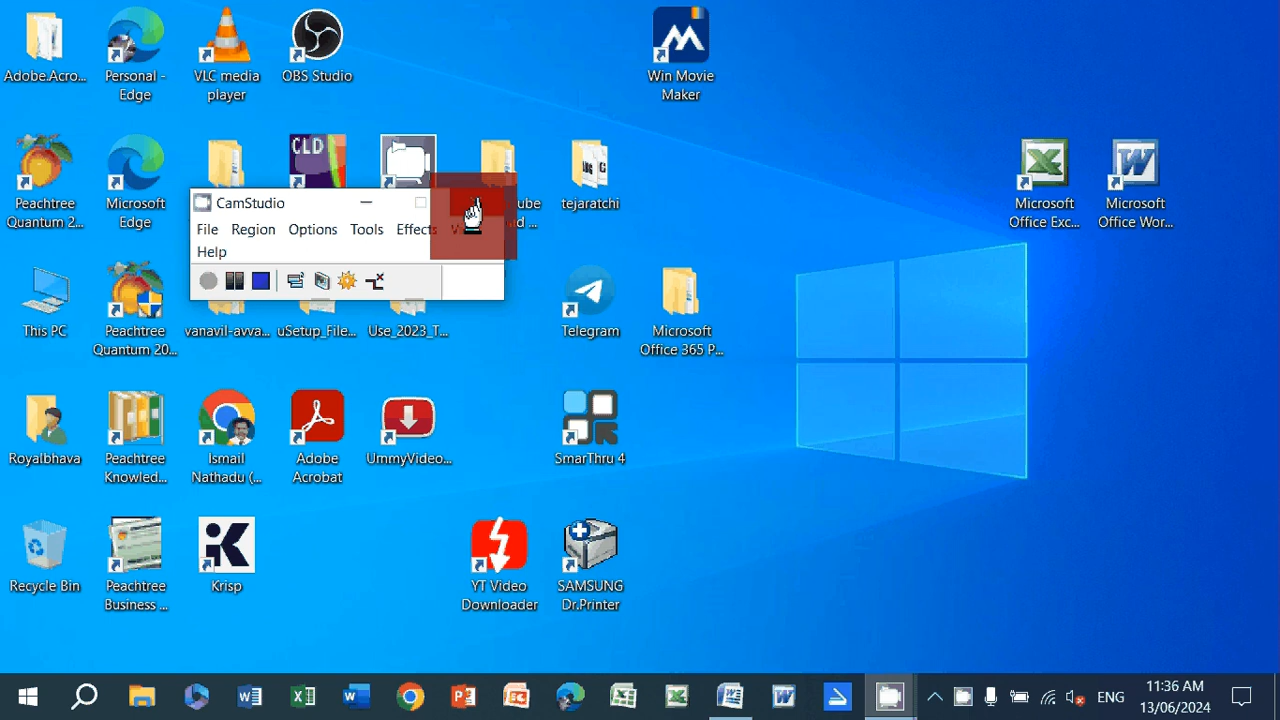 Adobe.Acro...
Personal -
Edge
VLC media
player
OBS Studio
Win Movie
Maker
CLD
Peachtree
Quantum 2...
Microsoft
Edge
tejaratchi
Microsoft
Office Exc...
Microsoft
Office Wor...
CamStudio
File Region Options Tools Effects
Help
This PC
Peachtree
Quantum 20...
vanavil-avva...
uSetup_File...
Use_2023_T...
Telegram
Microsoft
Office 365 P...
Royalbhava
Peachtree
Knowled...
Ismail
Nathadu (...
Adobe
Acrobat
UmmyVideo...
SmarThru 4
Recycle Bin
Peachtree
Business ...
Krisp
YT Video
Downloader
SAMSUNG
Dr.Printer
ENG
11:36 AM
13/06/2024